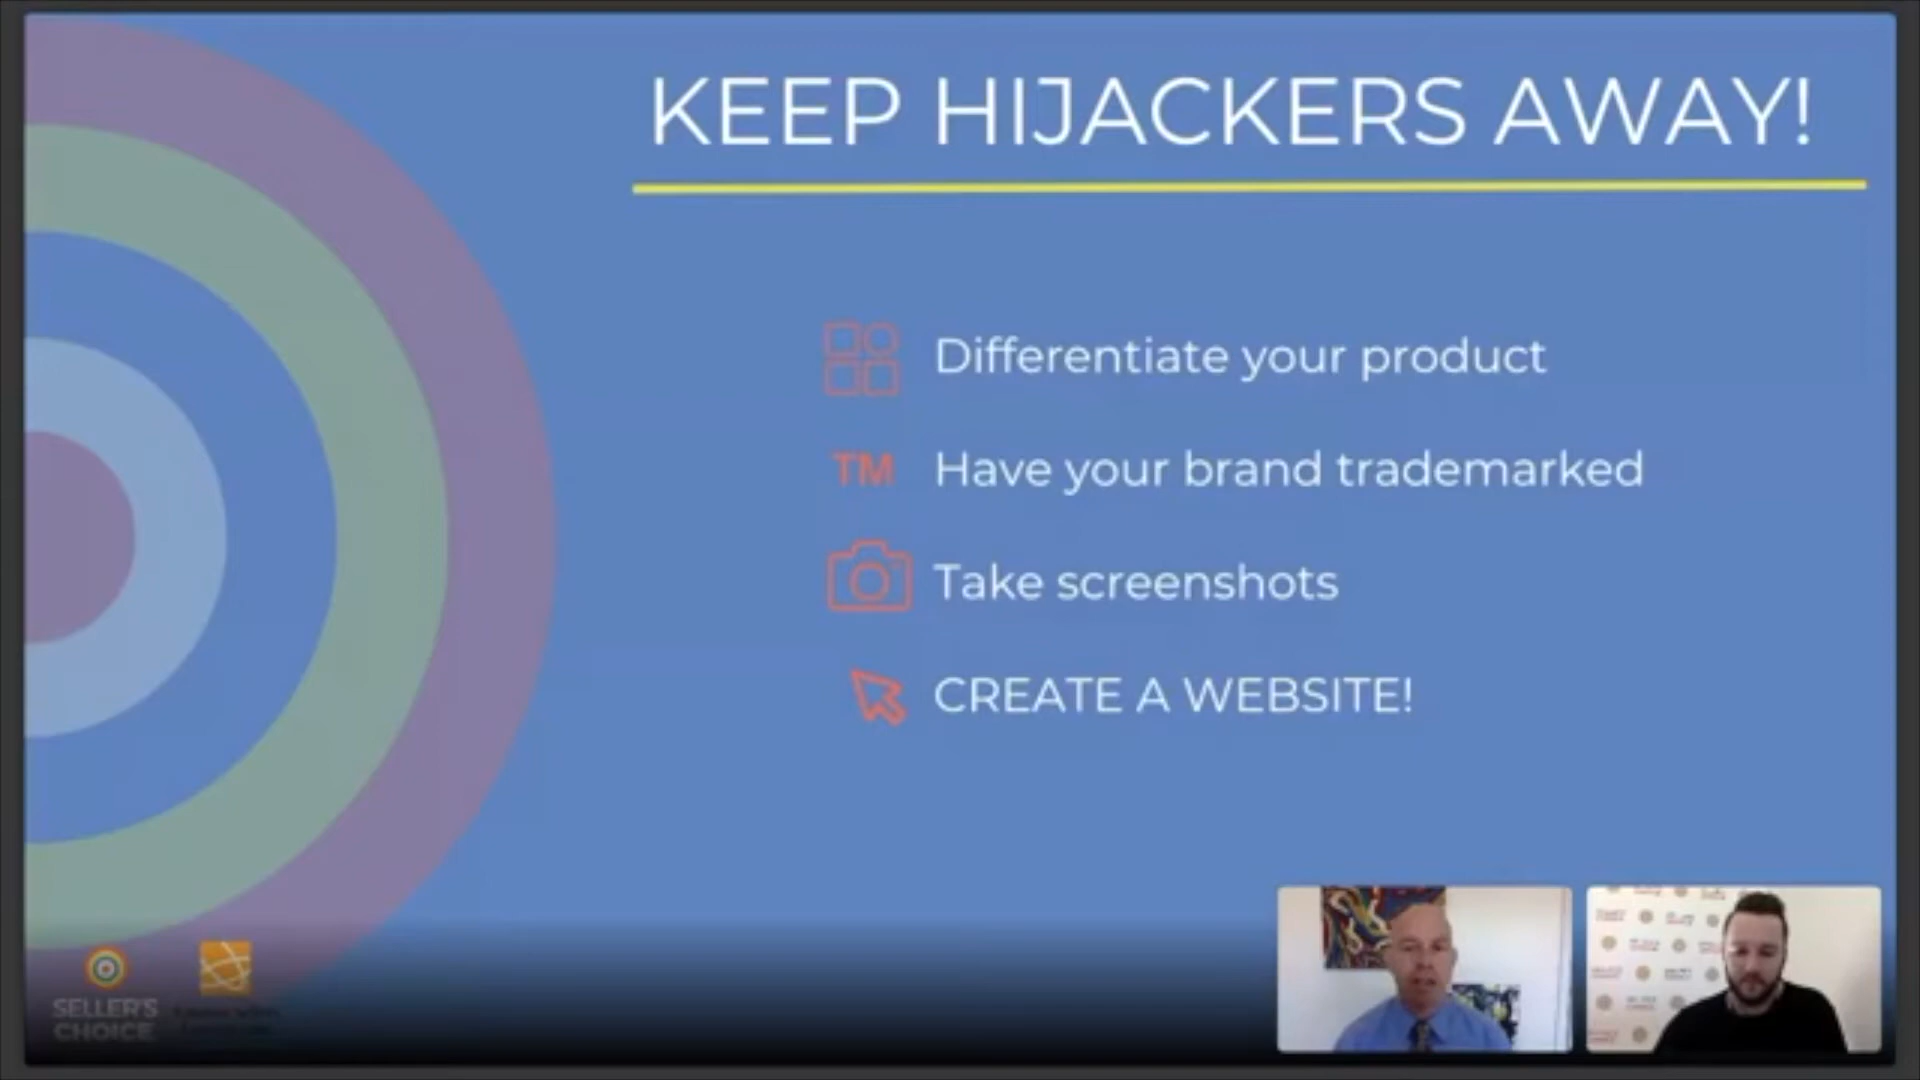 KEEP HIJACKERS AWAY!
Differentiate your product
TM Have your brand trademarked
Take screenshots
CREATE A WEBSITE!
SELLER'S
CHOICE